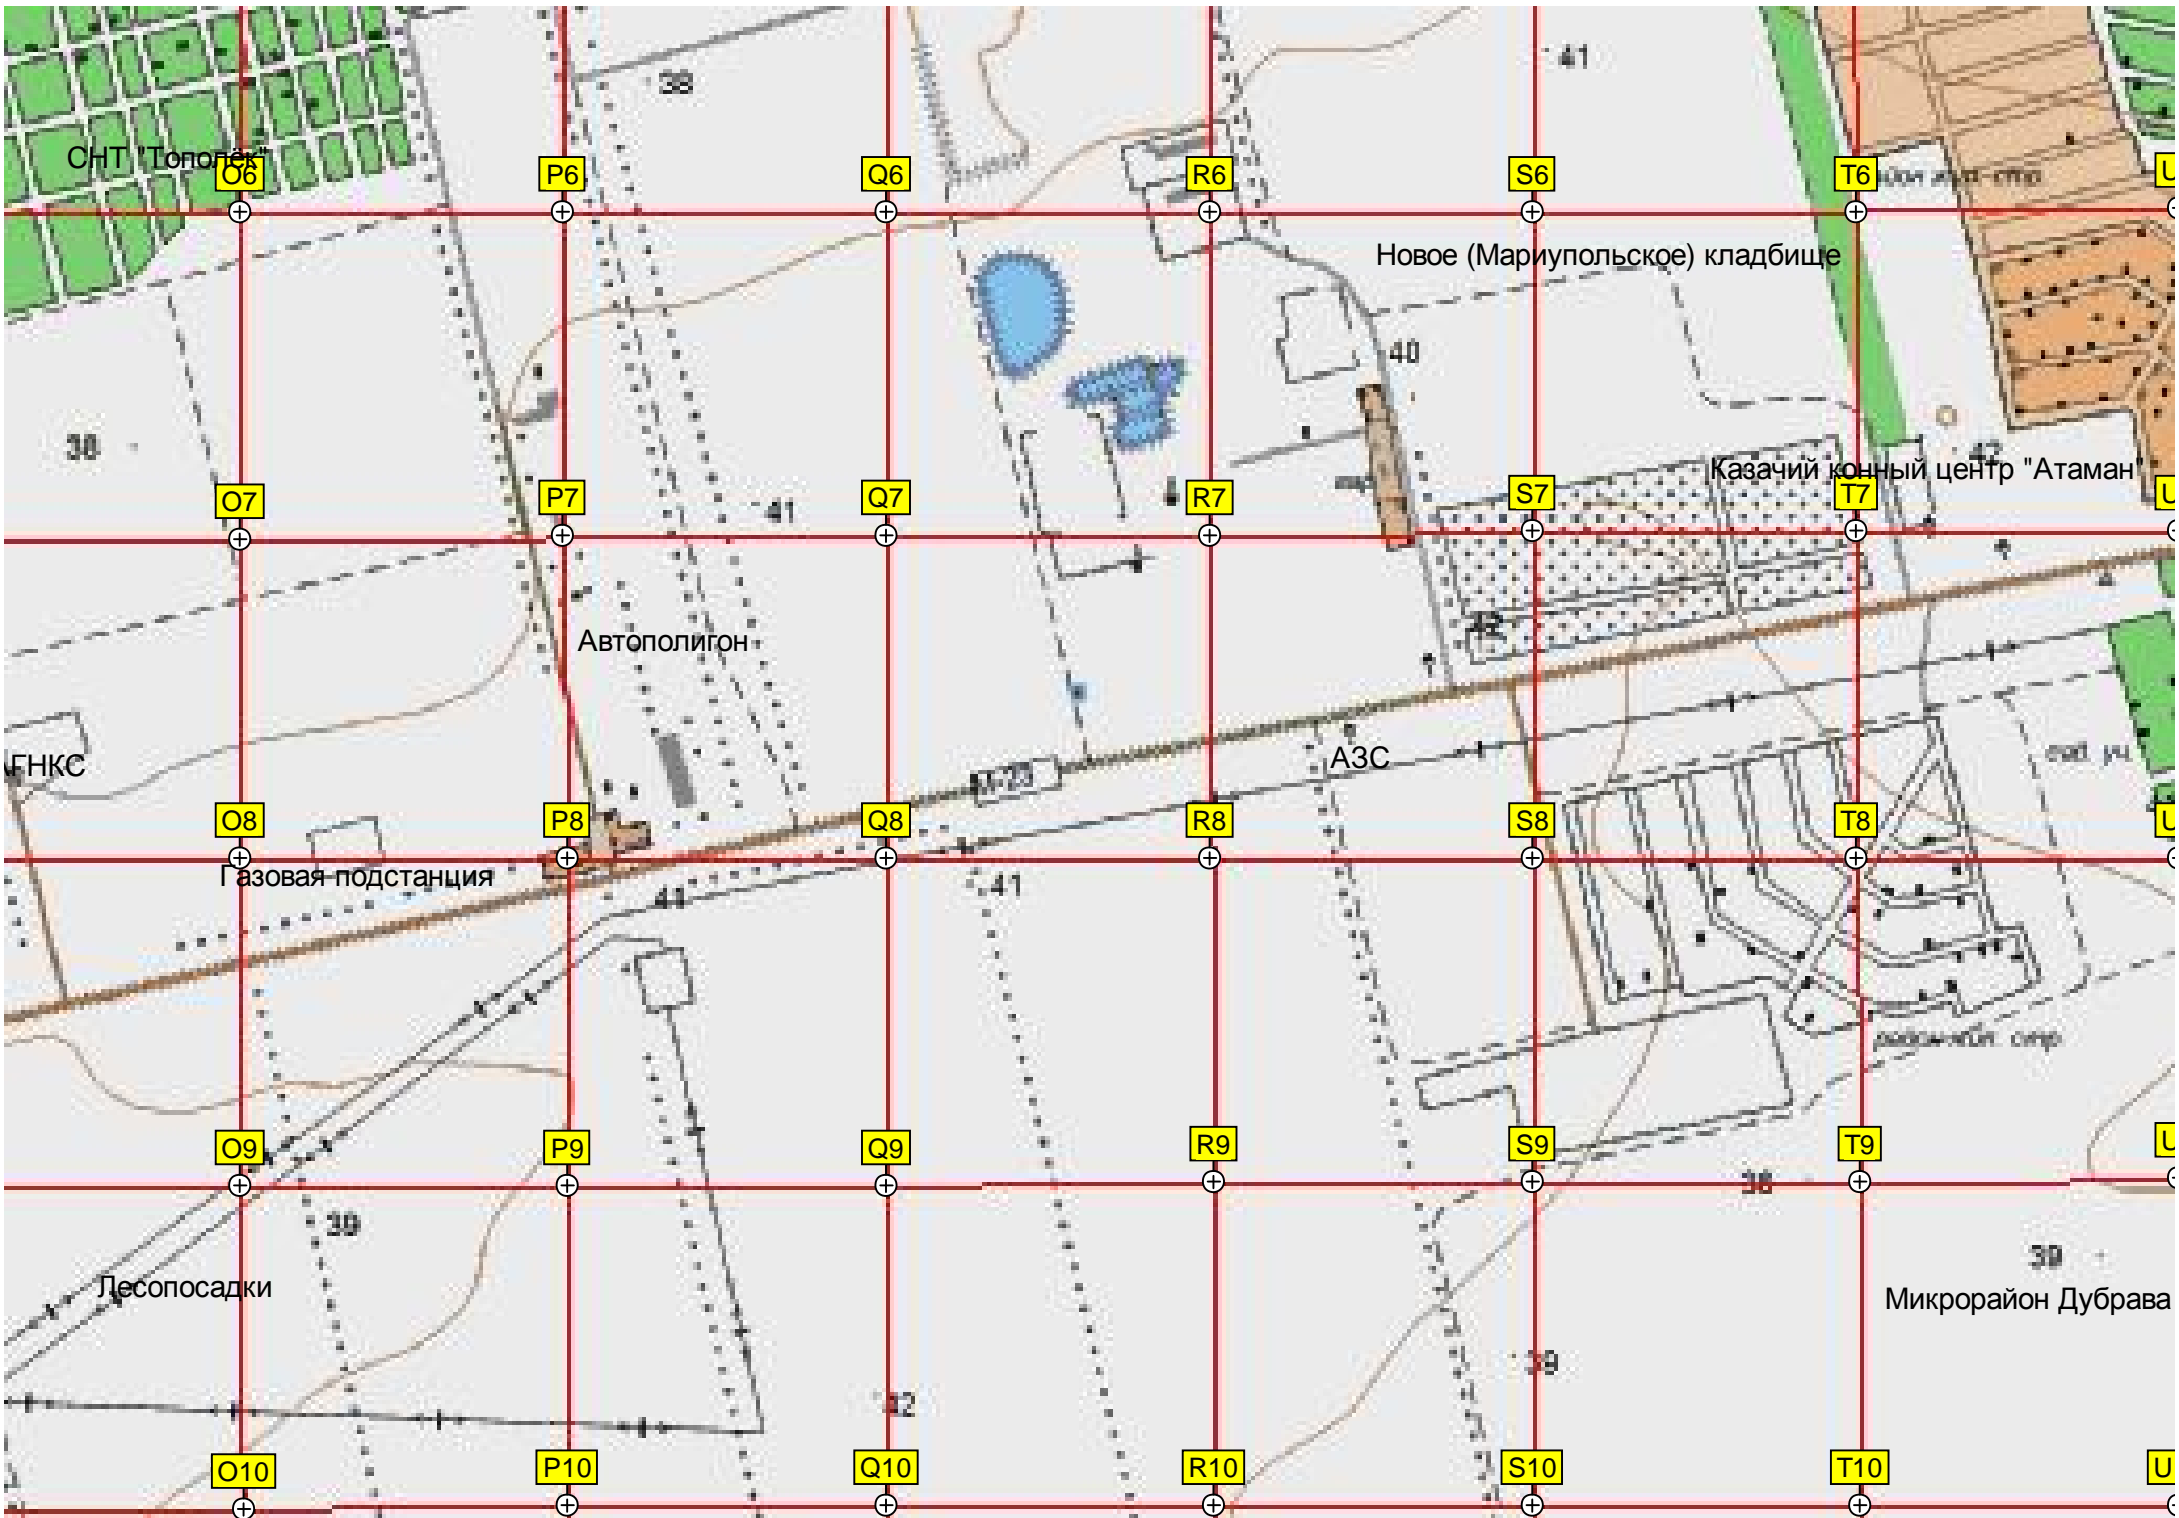 41
38
СНТ "Тополёк"
O6
P6
Q6
R6
S6
T6
U
Новое (Мариупольское) кладбище
40
38
42
Казачий конный центр "Атаман"
O7
P7
41
Q7
R7
S7
T7
U
42
Автополигон
АГНКС
АЗС
O8
P8
Q8
R8
S8
T8
U
Газовая подстанция
41
41
O9
P9
Q9
R9
S9
T9
U
38
39
39
Лесопосадки
Микрорайон Дубрава
39
42
O10
P10
Q10
R10
S10
T10
U